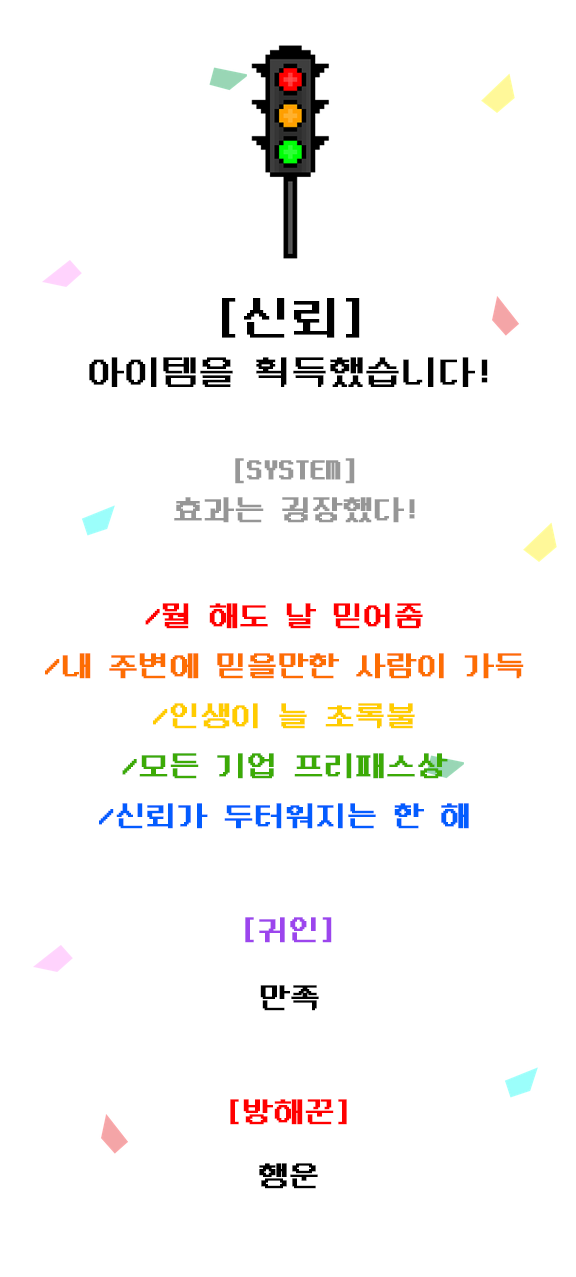 [신뢰]
아이템을 획득했습니다!
[SYSTEM]
효과는 굉장했다!
/뭘 해도 날 믿어줌
/내 주변에 믿을만한 사람이 가득
/인생이 늘 초록불
/모든 기업 프리패스상
/신뢰가 두터워지는 한 해
[귀인]
만족
[방해꾼]
행운